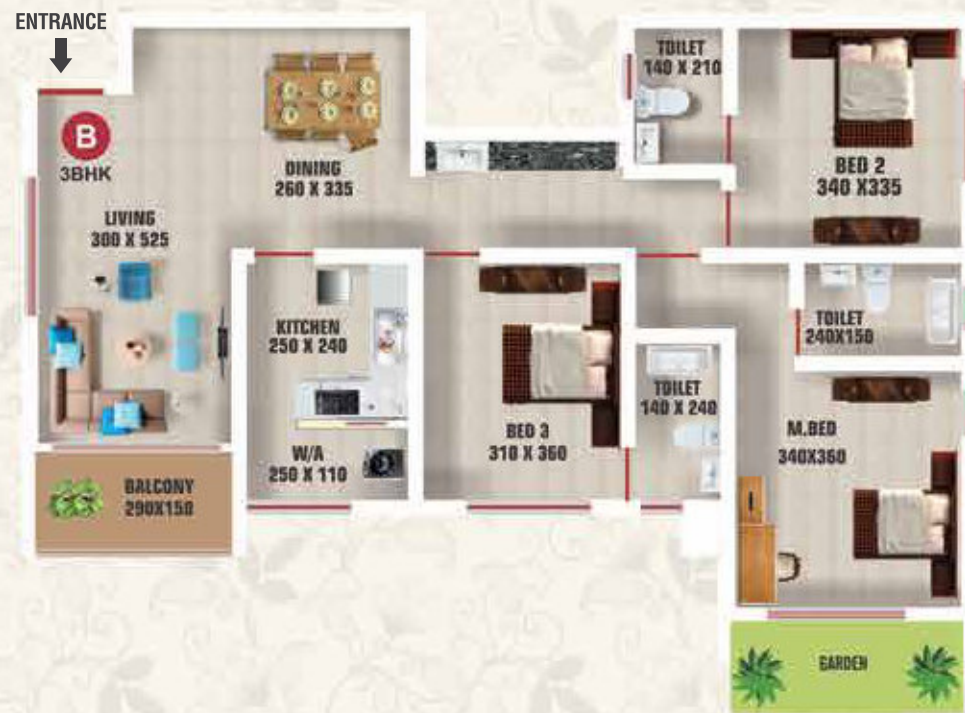 ENTRANCE
B
3BHK
LIVING
300 X 525
DINING
260 X 335
TOILET
140 X 210
BED 2
340 X335
KITCHEN
250 X 240
W/A
250 X 110
BED 3
310 X 360
TOILET
140 X 240
TOILET
240X150
M.BED
340X360
BALCONY
290X150
GARDEN